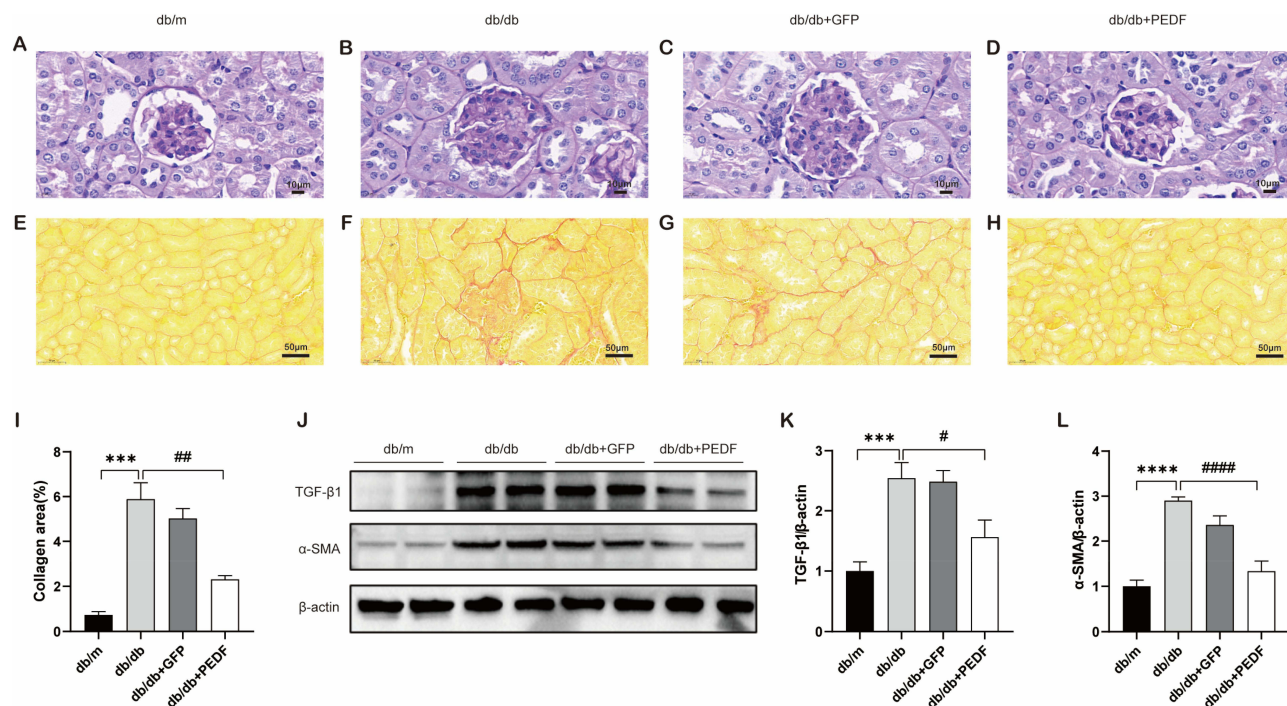 db/m db/db db/db+GFP db/db+PEDF
A B C D
10μm 10μm 10μm 10μm
E F G H
50μm 50μm 50μm 50μm
I
Collagen area(%)
8
6
4
2
0
*** ##
db/m db/db db/db+GFP db/db+PEDF
J
db/m db/db db/db+GFP db/db+PEDF
TGF-β1
α-SMA
β-actin
K
TGF-β1/β-actin
3
2
1
0
*** #
db/m db/db db/db+GFP db/db+PEDF
L
α-SMA/β-actin
4
3
2
1
0
**** ####
db/m db/db db/db+GFP db/db+PEDF